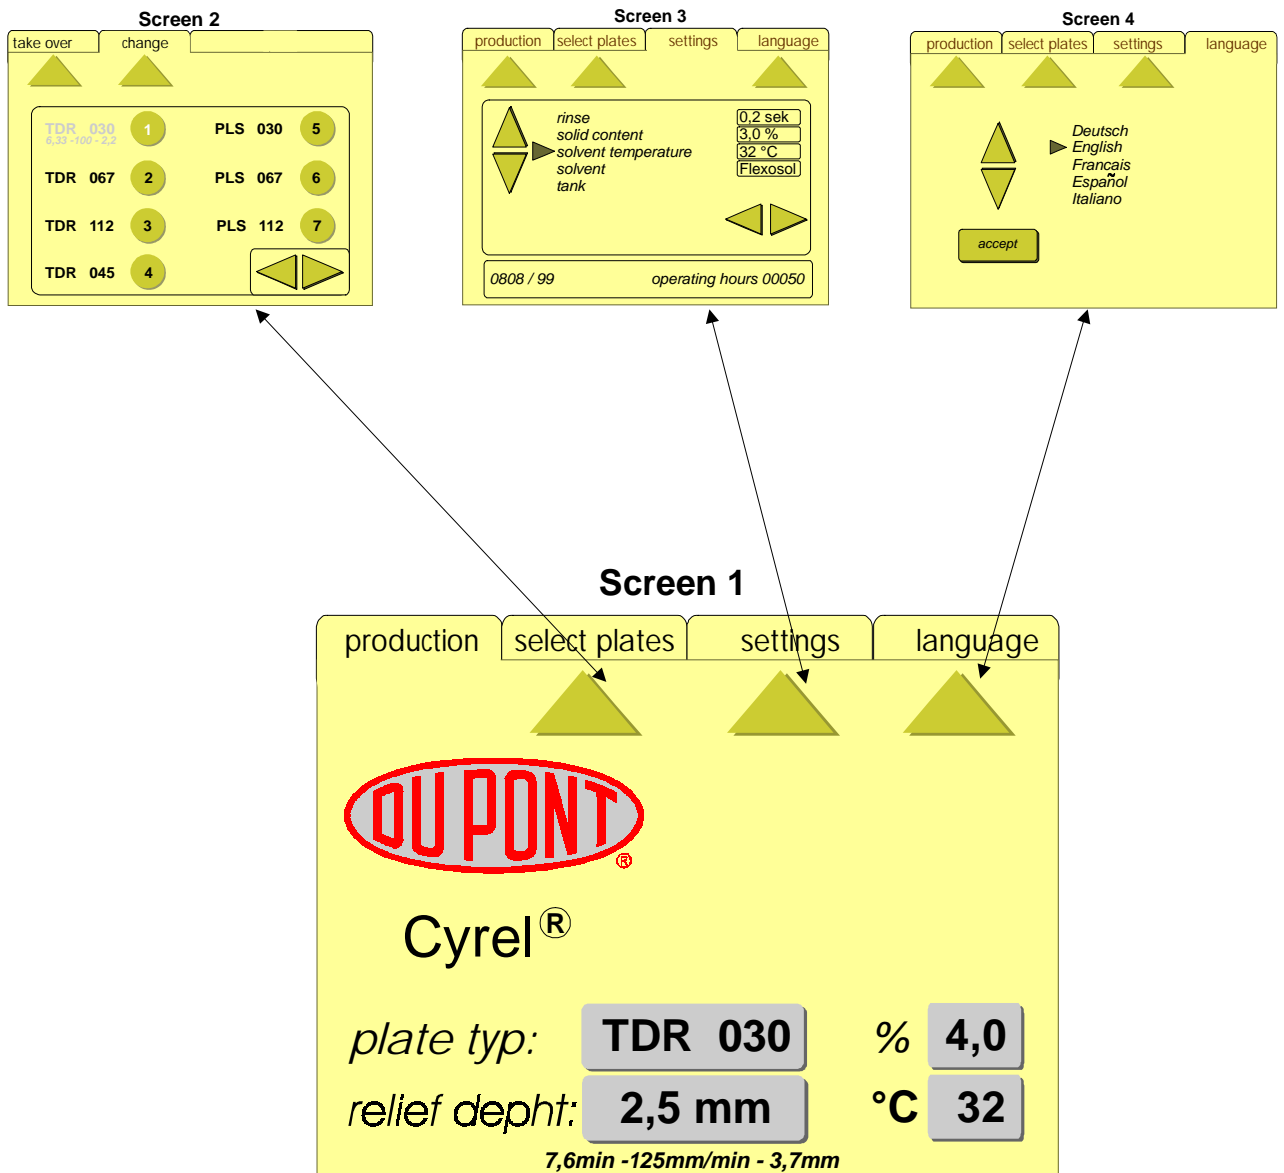 Screen 2
take over change
TDR 030 1 PLS 030 5
6,33 -100 - 2,2
TDR 067 2 PLS 067 6
TDR 112 3 PLS 112 7
TDR 045 4
Screen 3
production select plates settings language
rinse 0,2 sek
solid content 3,0 %
solvent temperature 32 °C
solvent Flexosol
tank
0808 / 99 operating hours 00050
Screen 4
production select plates settings language
Deutsch
English
Francais
Español
Italiano
accept
Screen 1
production select plates settings language
DU PONT ®
Cyrel ®
plate typ: TDR 030 % 4,0
relief depht: 2,5 mm °C 32
7,6min -125mm/min - 3,7mm